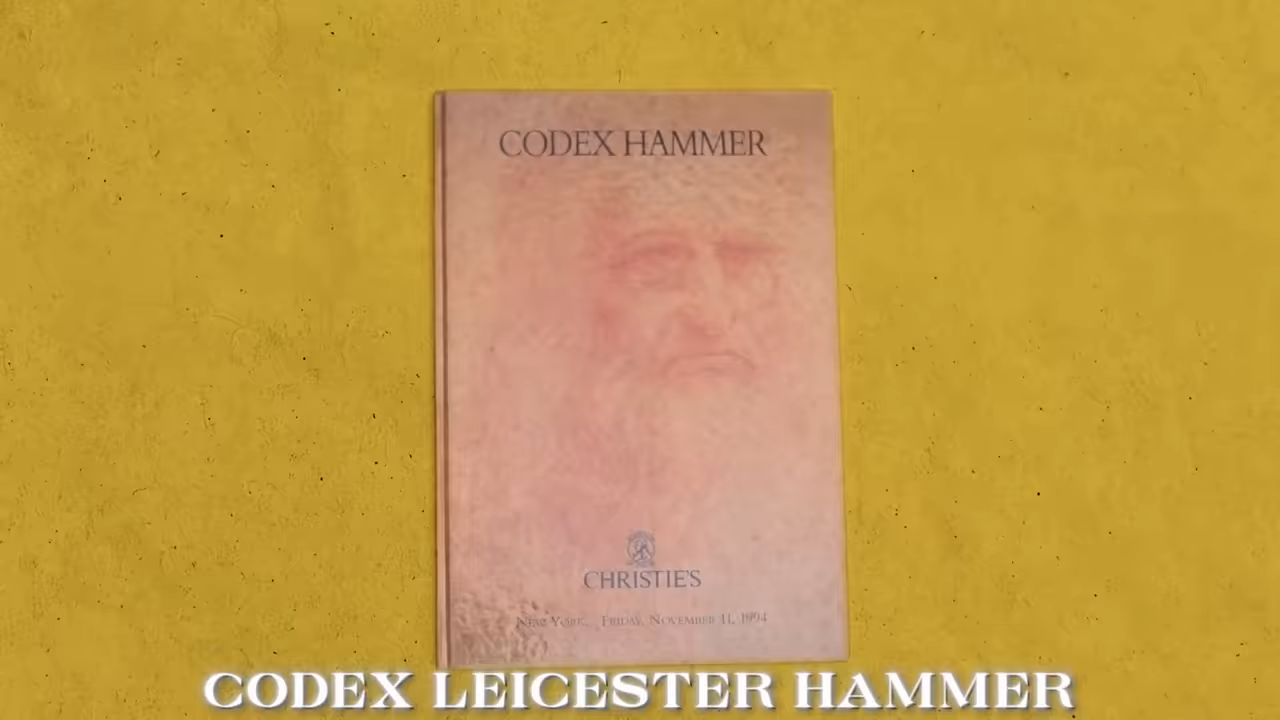 CODEX HAMMER
CHRISTIE'S
NEW YORK, FRIDAY, NOVEMBER 11, 1994
CODEX LEICESTER HAMMER